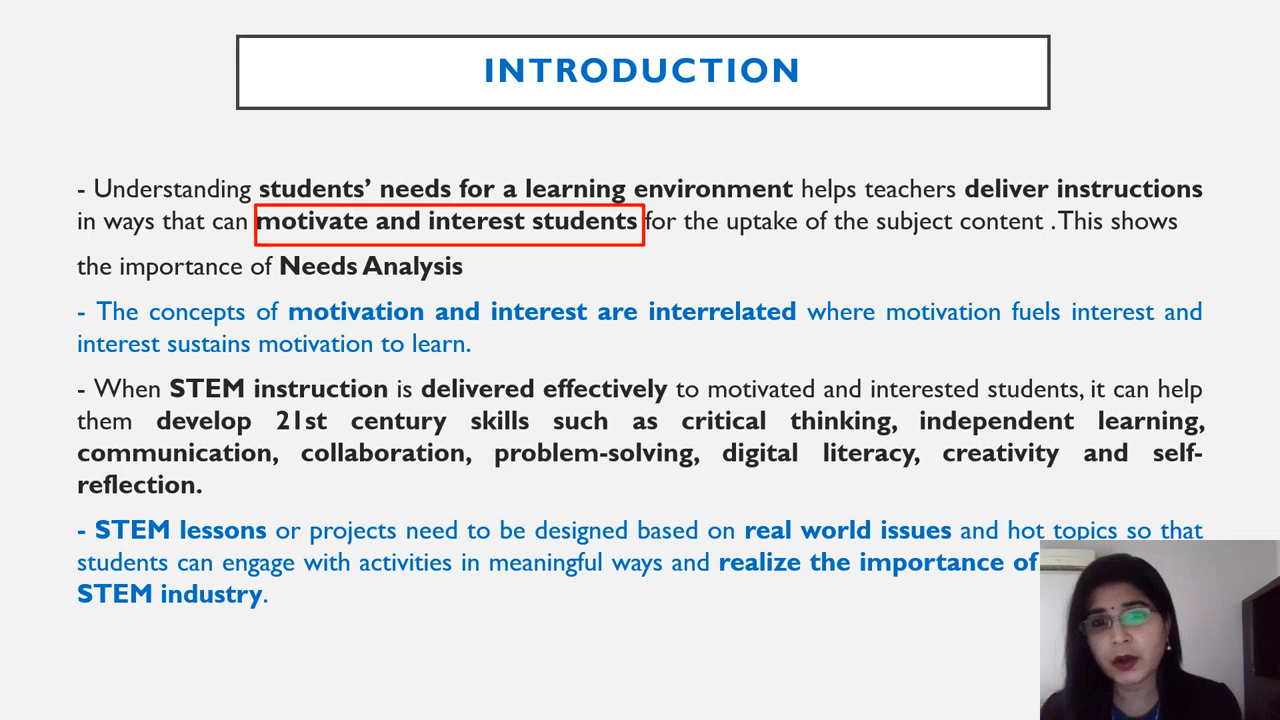 INTRODUCTION
- Understanding students’ needs for a learning environment helps teachers deliver instructions
in ways that can motivate and interest students for the uptake of the subject content . This shows
the importance of Needs Analysis
- The concepts of motivation and interest are interrelated where motivation fuels interest and
interest sustains motivation to learn.
- When STEM instruction is delivered effectively to motivated and interested students, it can help
them develop 21st century skills such as critical thinking, independent learning,
communication, collaboration, problem-solving, digital literacy, creativity and self-
reflection.
- STEM lessons or projects need to be designed based on real world issues and hot topics so that
students can engage with activities in meaningful ways and realize the importance of
STEM industry.